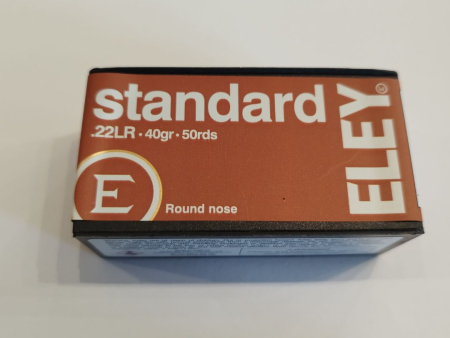 standard
.22LR • 40gr • 50rds
ELEY®
E
Round nose